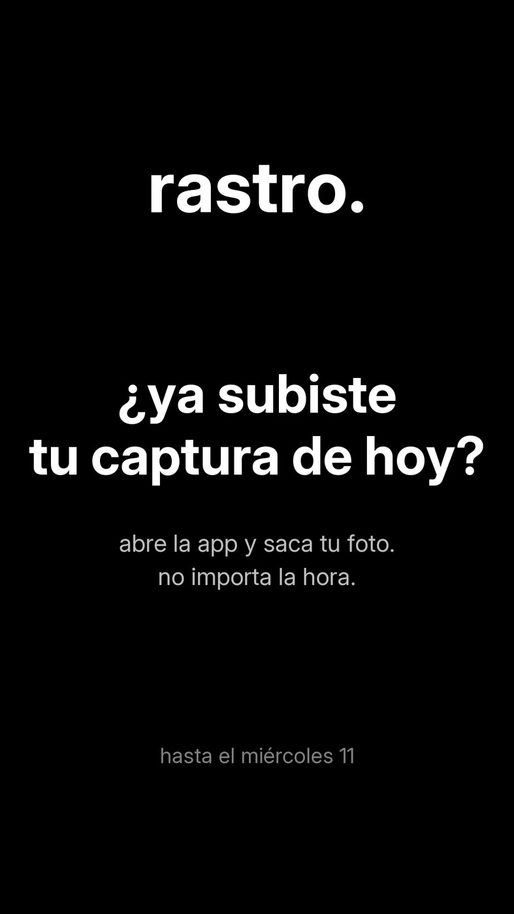 rastro.
¿ya subiste
tu captura de hoy?
abre la app y saca tu foto.
no importa la hora.
hasta el miércoles 11